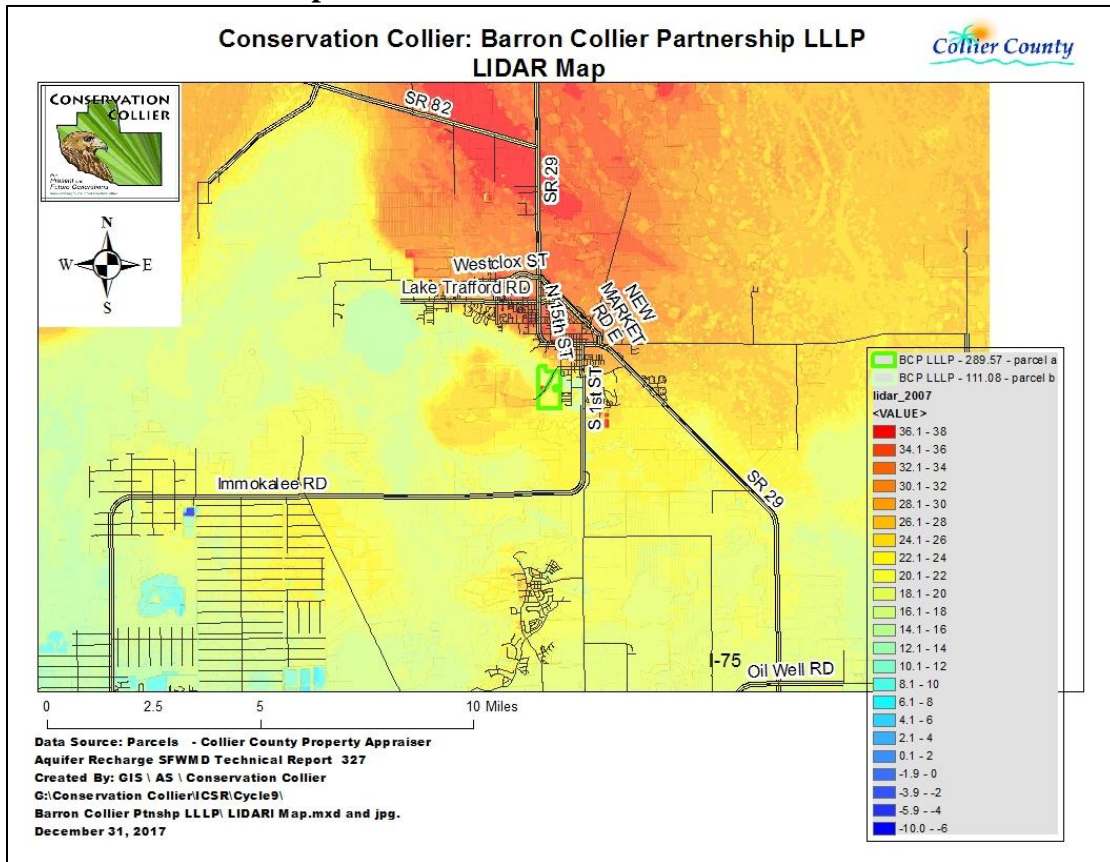 Conservation Collier: Barron Collier Partnership LLLP
LIDAR Map
Collier County
CONSERVATION
COLLIER
For
Present and
Future Generations
N
W
E
S
SR 82
SR 29
Westclox ST
Lake Trafford RD
N 15th ST
NEW
MARKET
RD E
S 1st ST
SR 29
Immokalee RD
I-75
Oil Well RD
BCP LLLP - 289.57 - parcel a
BCP LLLP - 111.08 - parcel b
lidar_2007
<VALUE>
36.1 - 38
34.1 - 36
32.1 - 34
30.1 - 32
28.1 - 30
26.1 - 28
24.1 - 26
22.1 - 24
20.1 - 22
18.1 - 20
16.1 - 18
14.1 - 16
12.1 - 14
10.1 - 12
8.1 - 10
6.1 - 8
4.1 - 6
2.1 - 4
0.1 - 2
-1.9 - 0
-3.9 - -2
-5.9 - -4
-10.0 - -6
0 2.5 5 10 Miles
Data Source: Parcels - Collier County Property Appraiser
Aquifer Recharge SFWMD Technical Report 327
Created By: GIS \ AS \ Conservation Collier
G:\Conservation Collier\ICSR\Cycle9\
Barron Collier Ptnshp LLLP\ LIDARI Map.mxd and jpg.
December 31, 2017